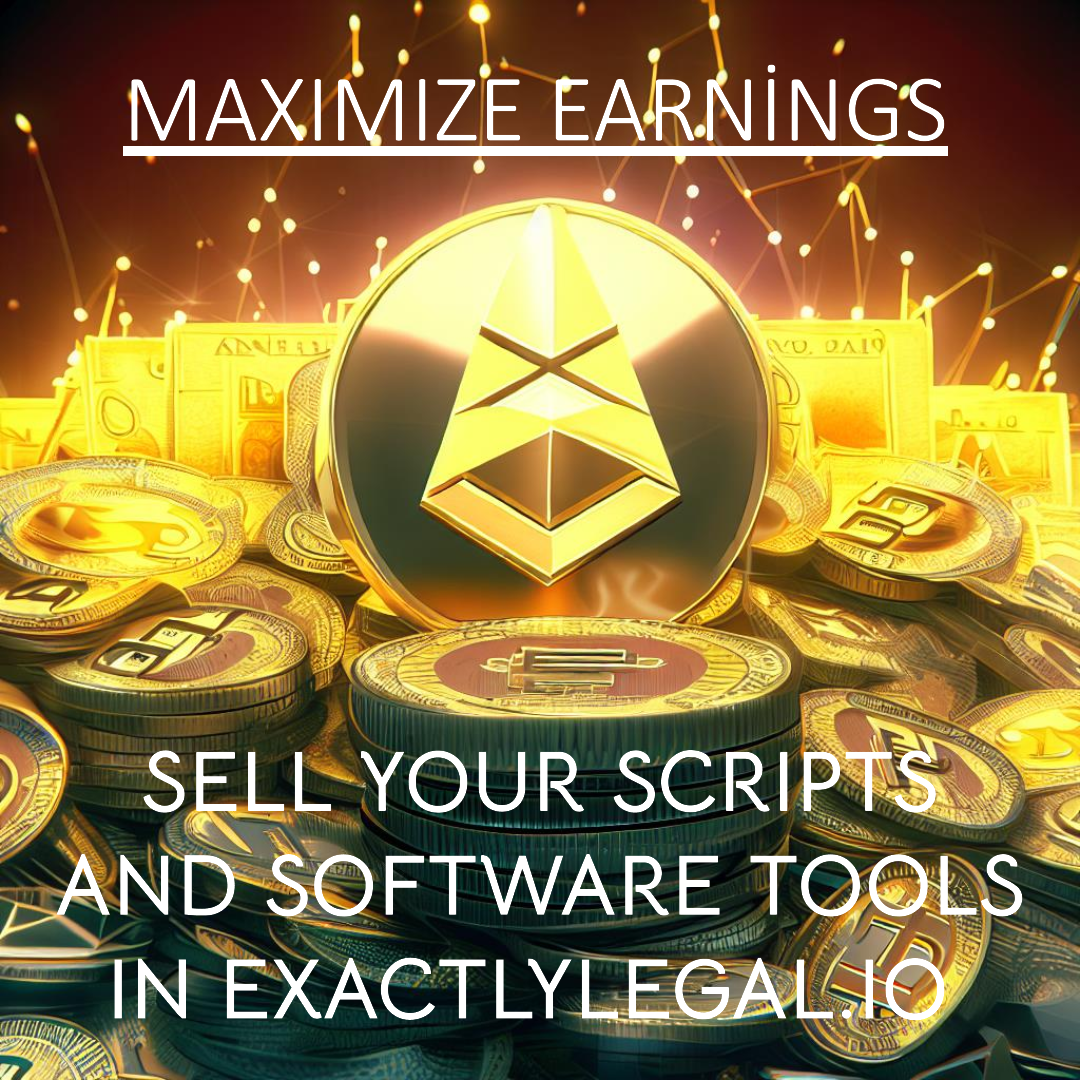 MAXIMIZE EARNİNGS
SELL YOUR SCRIPTS
AND SOFTWARE TOOLS
IN EXACTLYLEGAL.IO